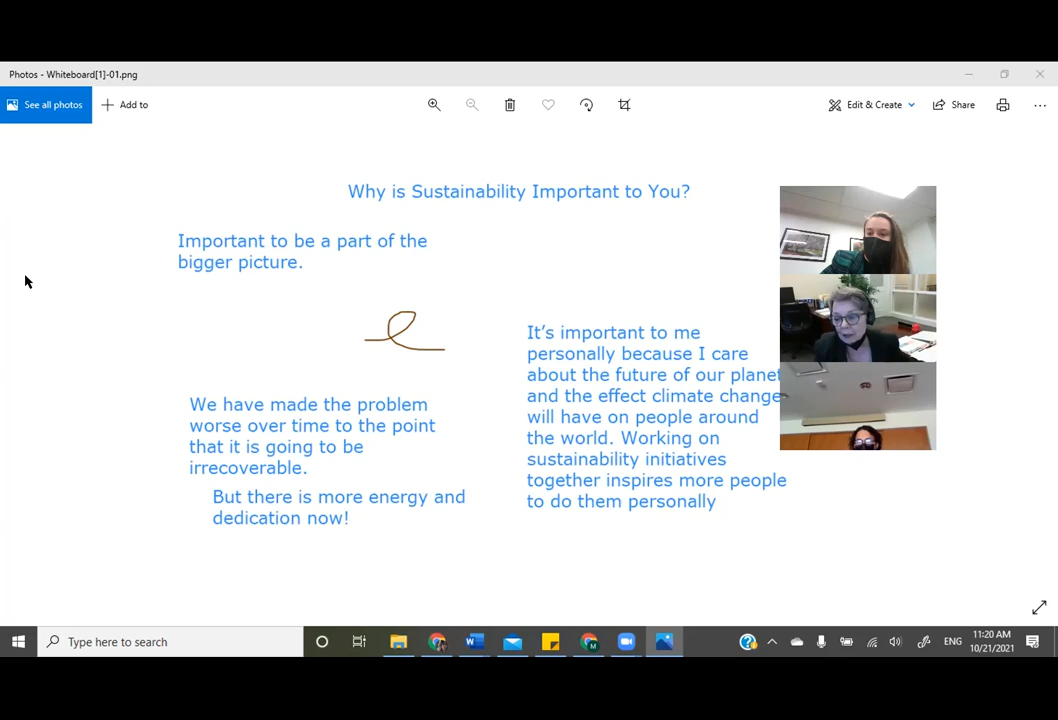 Photos - Whiteboard[1]-01.png
See all photos
Add to
Edit & Create
Share
Why is Sustainability Important to You?
Important to be a part of the
bigger picture.
It's important to me
personally because I care
about the future of our planet
and the effect climate change
will have on people around
the world. Working on
sustainability initiatives
together inspires more people
to do them personally
We have made the problem
worse over time to the point
that it is going to be
irrecoverable.
But there is more energy and
dedication now!
Type here to search
ENG
11:20 AM
10/21/2021